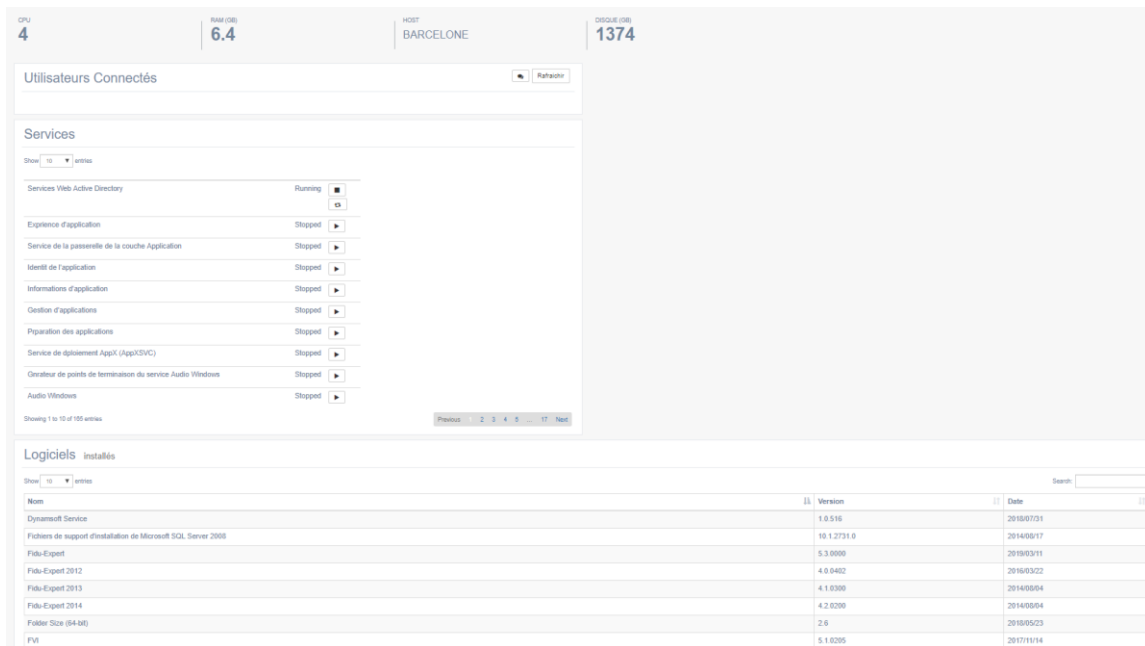 CPU RAM (GB) HOST DISQUE (GB)
4 6.4 BARCELONE 1374
Utilisateurs Connectés Rafraichir
Services
Show 10 entries
Services Web Active Directory Running
Exprience d'application Stopped
Service de la passerelle de la couche Application Stopped
Identit de l'application Stopped
Informations d'application Stopped
Gestion d'applications Stopped
Prparation des applications Stopped
Service de dploiement AppX (AppXSVC) Stopped
Gnrateur de points de terminaison du service Audio Windows Stopped
Audio Windows Stopped
Showing 1 to 10 of 165 entries Previous 1 2 3 4 5 ... 17 Next
Logiciels installés
Show 10 entries Search:
Nom Version Date
Dynamsoft Service 1.0.516 2018/07/31
Fichiers de support d'installation de Microsoft SQL Server 2008 10.1.2731.0 2014/06/17
Fidu-Expert 5.3.0000 2019/03/11
Fidu-Expert 2012 4.0.0402 2016/03/22
Fidu-Expert 2013 4.1.0300 2014/08/04
Fidu-Expert 2014 4.2.0200 2014/08/04
Folder Size (64-bit) 2.6 2018/05/23
FVI 5.1.0205 2017/11/14